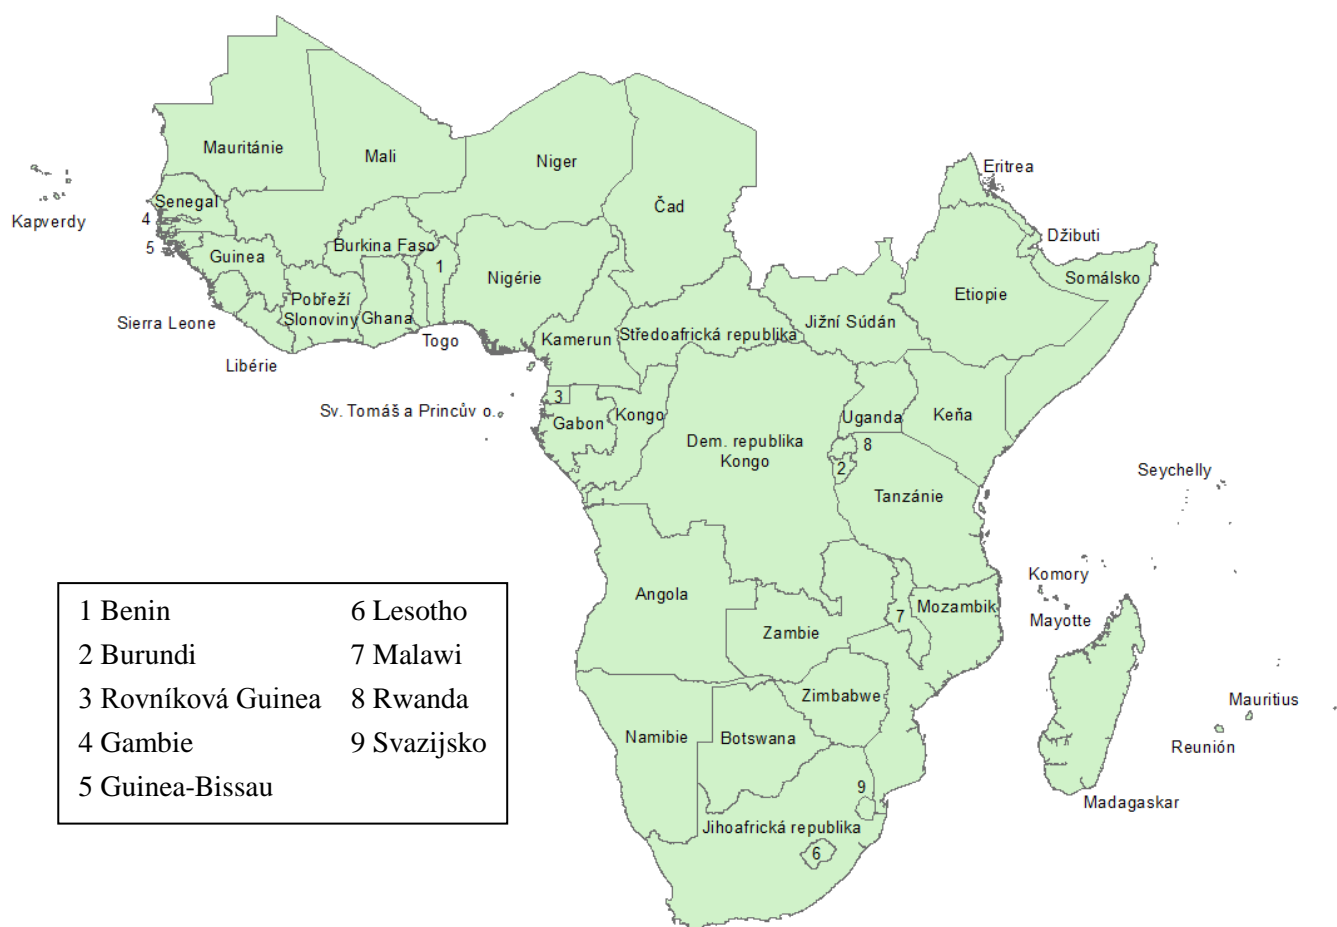 Mauritánie
Mali
Niger
Čad
Eritrea
Kapverdy
Senegal
4
5
Guinea
Burkina Faso
1
Nigérie
Džibuti
Somálsko
Etiopie
Sierra Leone
Pobřeží
Slonoviny
Ghana
Togo
Libérie
Kamerun
Středoafrická republika
Jižní Súdán
Sv. Tomáš a Princův o.
3
Gabon
Kongo
Dem. republika
Kongo
Uganda
Keňa
8
2
Tanzánie
Seychelly
Angola
Zambie
7
Mozambik
Komory
Mayotte
Zimbabwe
Namibie
Botswana
Mauritius
Reunión
Madagaskar
9
Jihoafrická republika
6
1 Benin
2 Burundi
3 Rovníková Guinea
4 Gambie
5 Guinea-Bissau
6 Lesotho
7 Malawi
8 Rwanda
9 Svazijsko